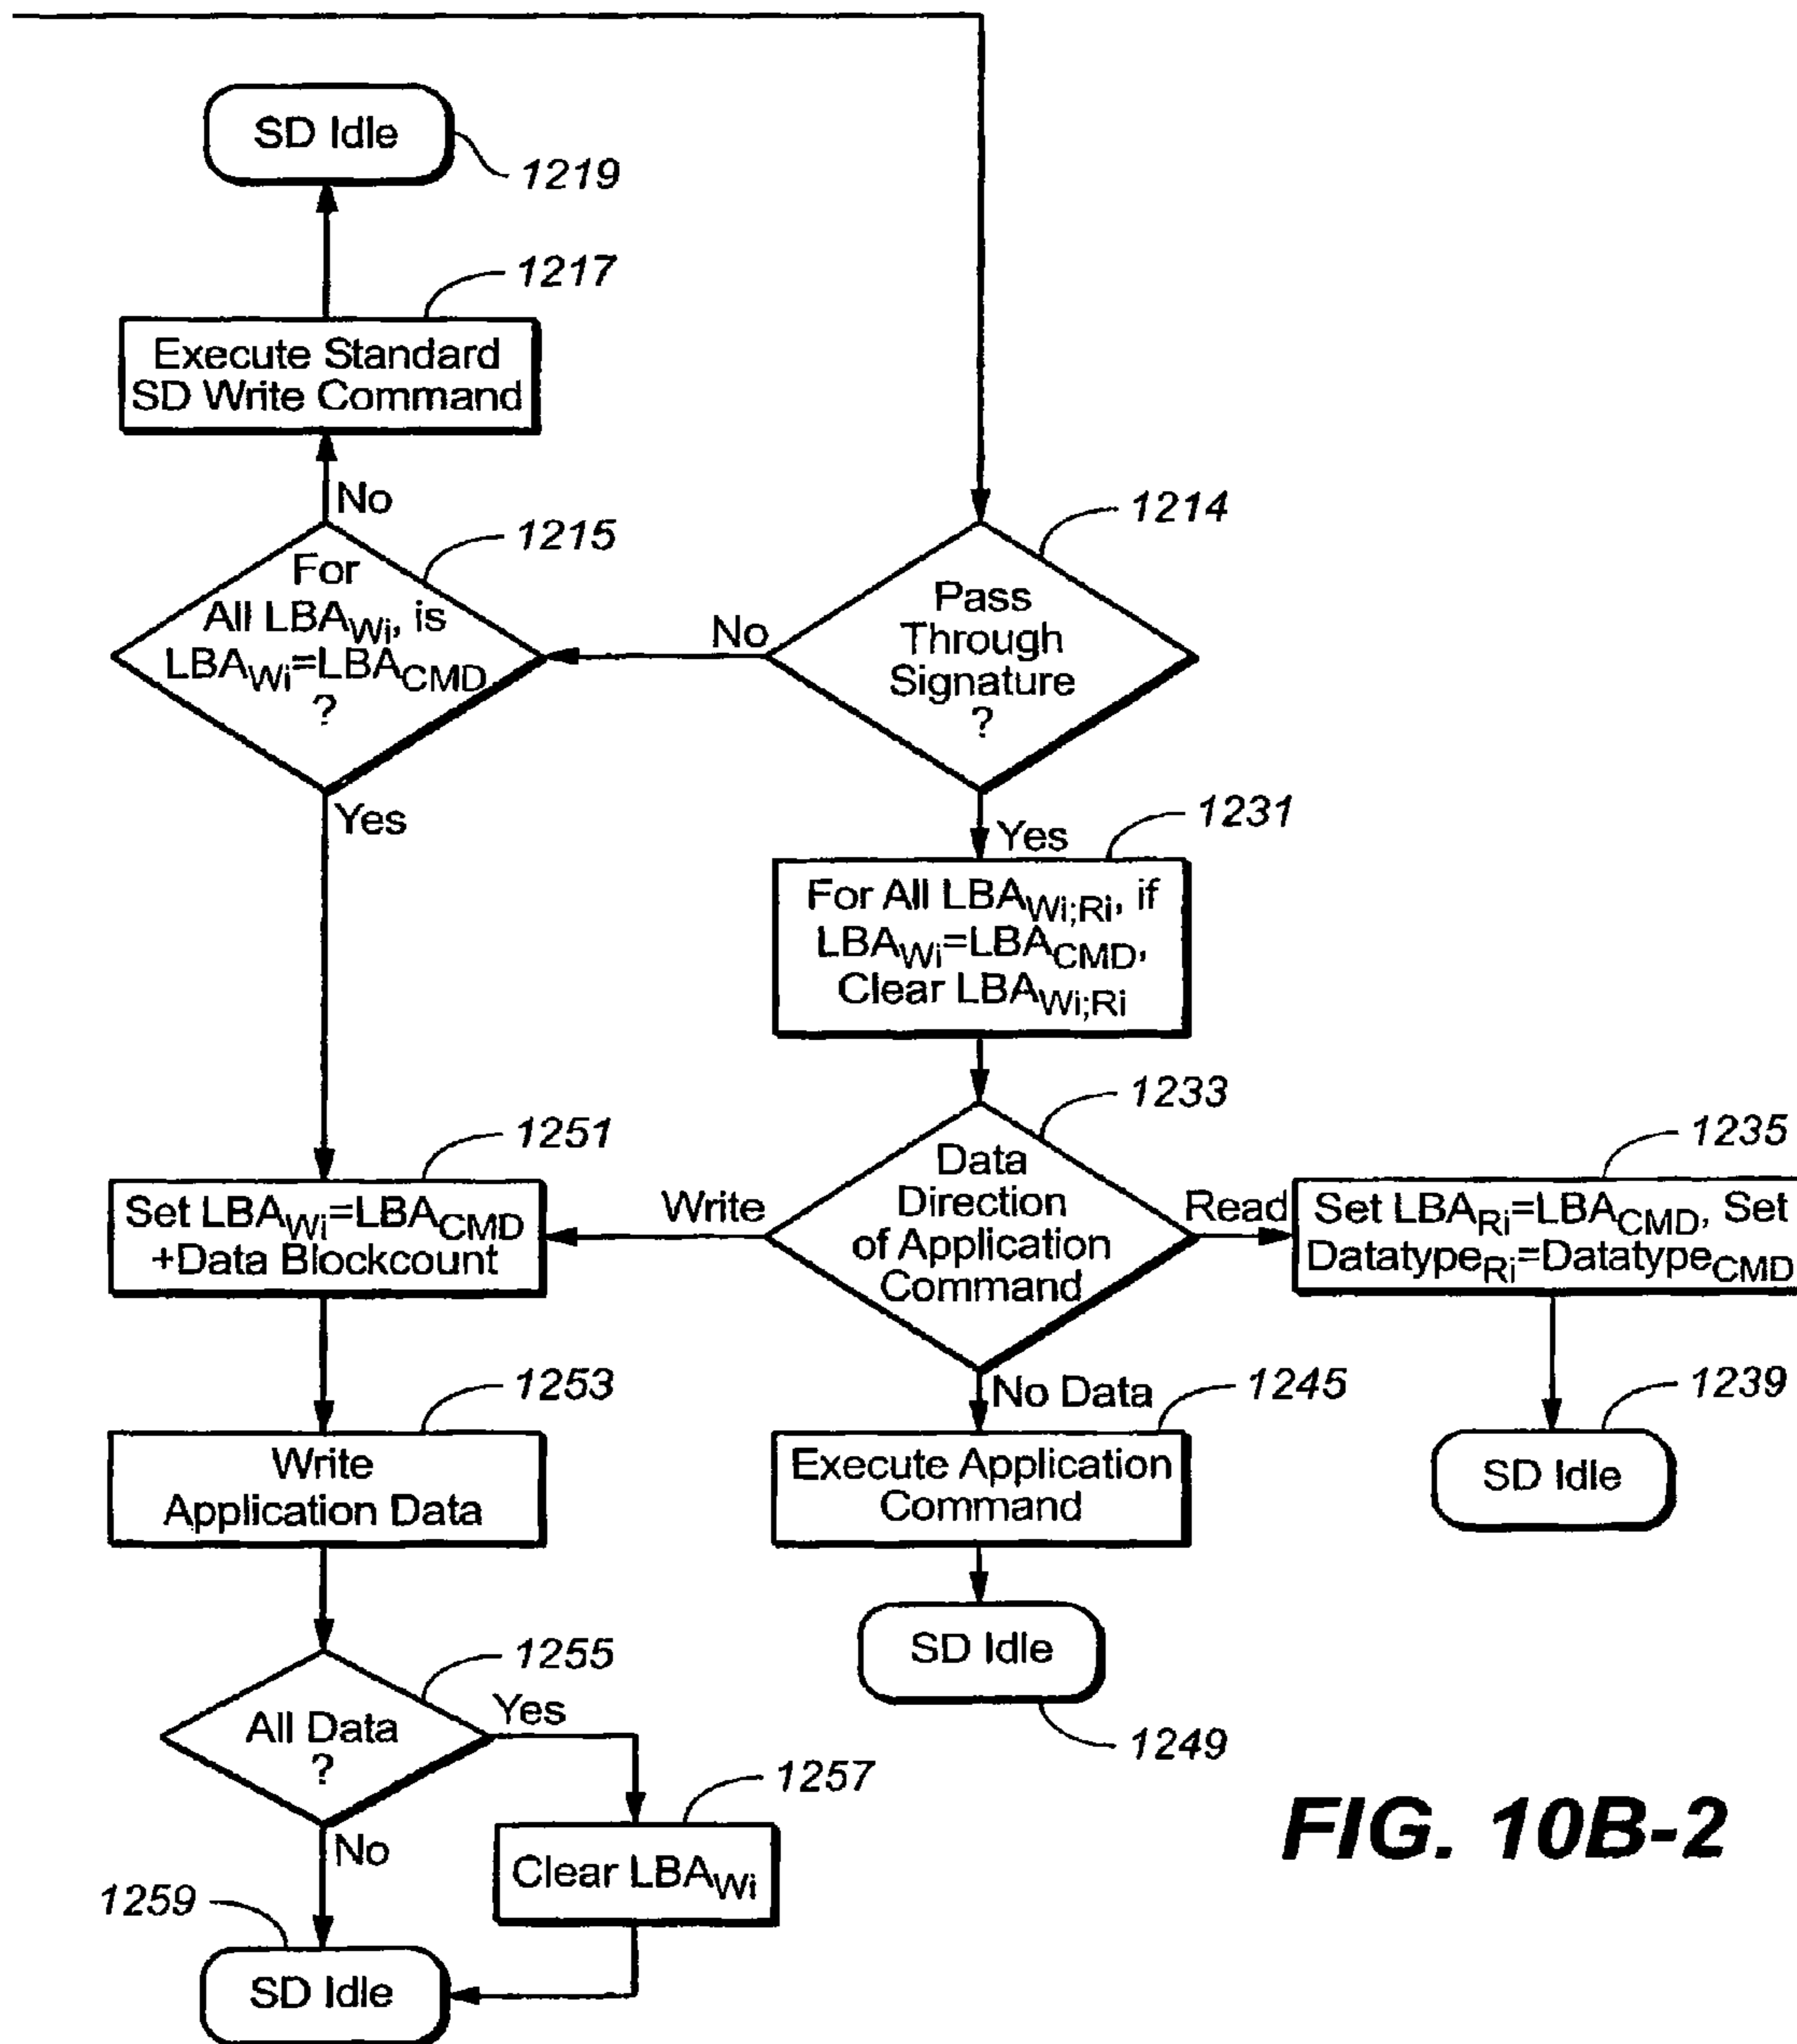 SD Idle
1219
1217
Execute Standard
SD Write Command
No
1215
For
All LBAWi, is
LBAWi=LBACMD
?
Yes
1214
Pass
Through
Signature
?
No
Yes
1231
For All LBAWi;Ri, if
LBAWi=LBACMD,
Clear LBAWi;Ri
1233
Data
Direction
of Application
Command
Write
Read
1235
Set LBARi=LBACMD, Set
DatatypeRi=DatatypeCMD
1239
SD Idle
No Data
1245
Execute Application
Command
SD Idle
1249
1251
Set LBAWi=LBACMD
+Data Blockcount
1253
Write
Application Data
1255
All Data
?
Yes
1257
Clear LBAWi
No
1259
SD Idle
FIG. 10B-2